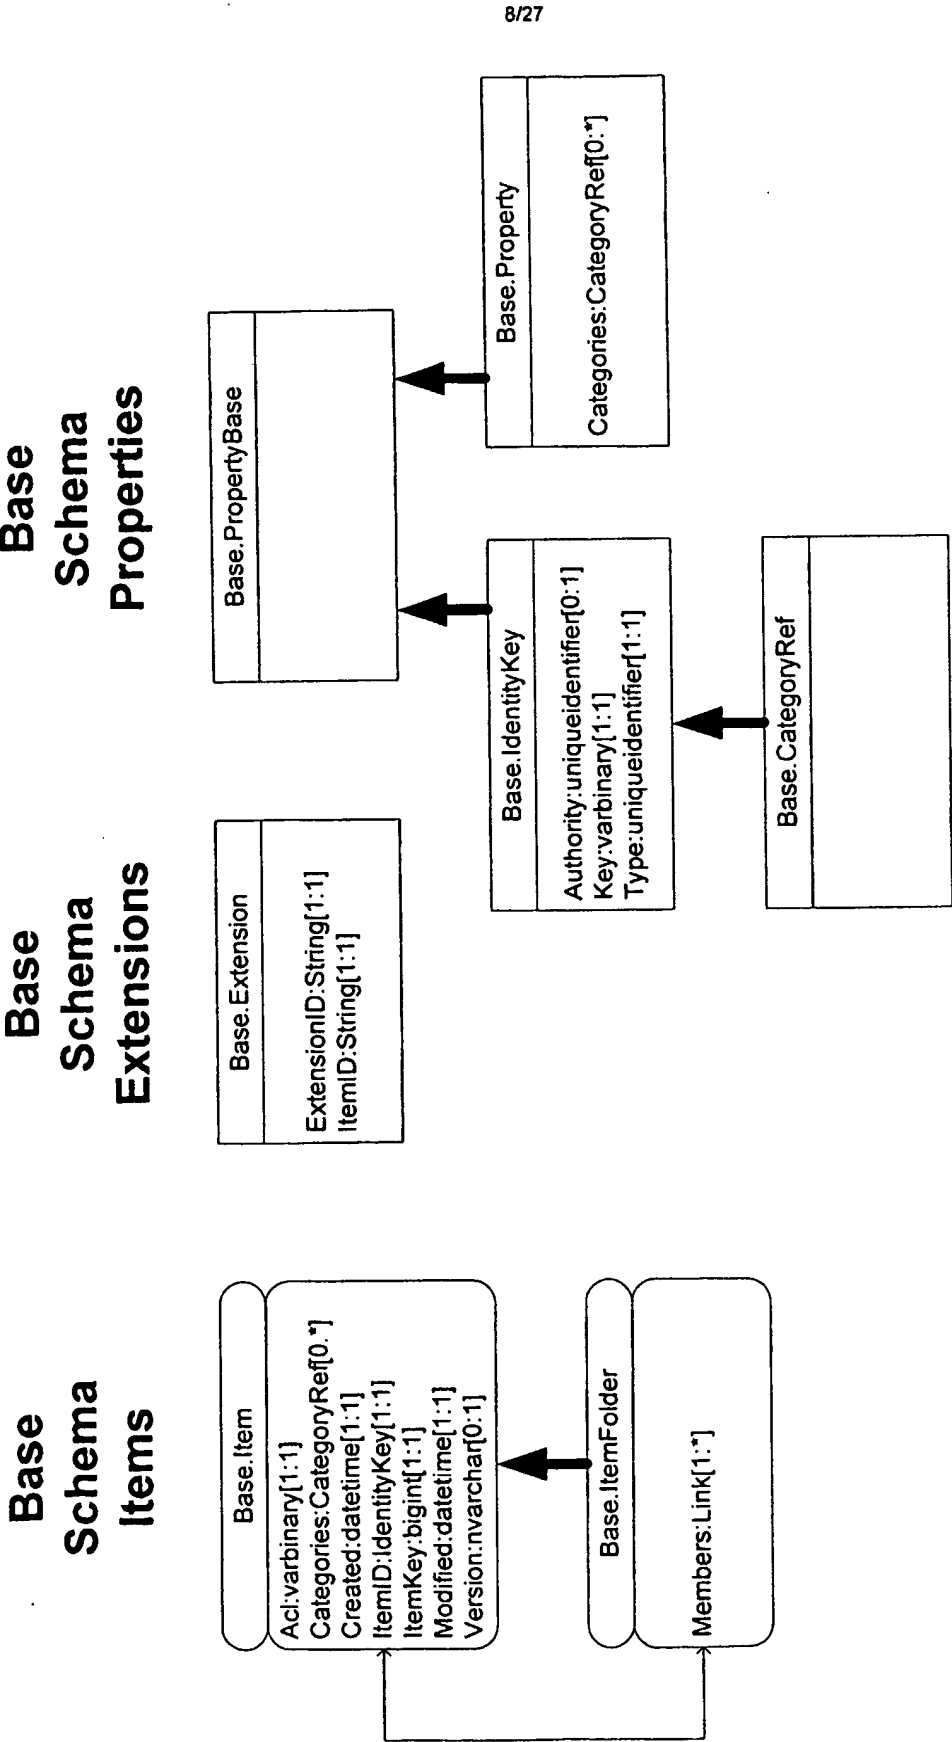 8/27
Base
Schema
Items
Base.Item
Acl:varbinary[1:1]
Categories:CategoryRef[0.*]
Created:datetime[1:1]
ItemID:IdentityKey[1:1]
ItemKey:bigint[1:1]
Modified:datetime[1:1]
Version:nvarchar[0:1]
Base.ItemFolder
Members:Link[1:*]
Base
Schema
Extensions
Base.Extension
ExtensionID:String[1:1]
ItemID:String[1:1]
Base
Schema
Properties
Base.PropertyBase
Base.IdentityKey
Authority:uniqueidentifier[0:1]
Key:varbinary[1:1]
Type:uniqueidentifier[1:1]
Base.Property
Categories:CategoryRef[0:*]
Base.CategoryRef